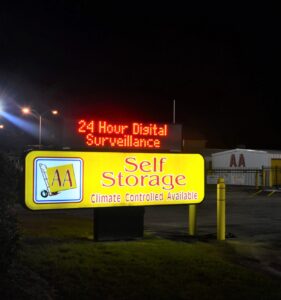 24 Hour Digital
Surveillance
AA
Self
Storage
Climate Controlled Available
AA